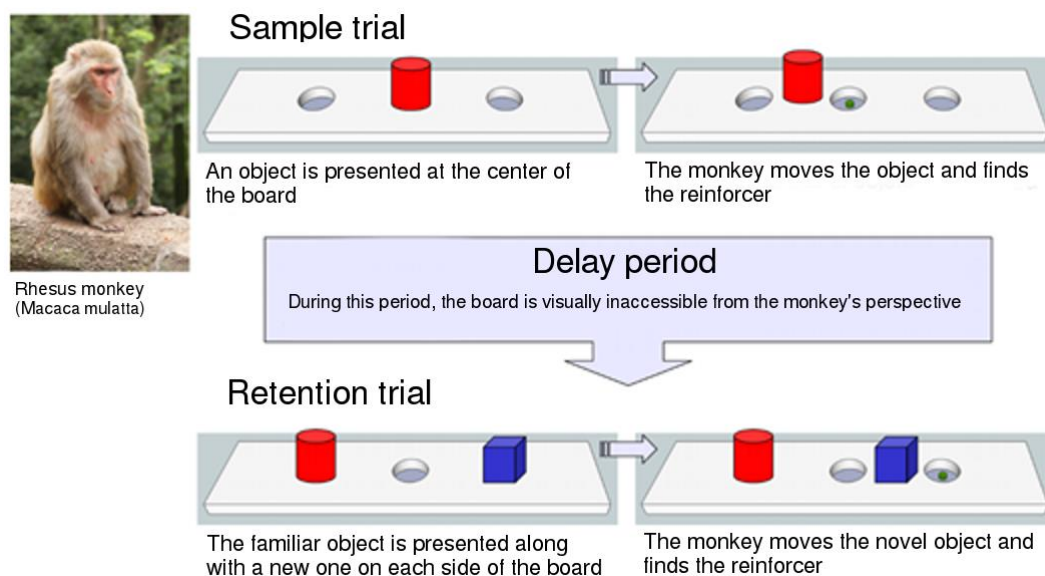 Sample trial
An object is presented at the center of
the board
The monkey moves the object and finds
the reinforcer
Rhesus monkey
(Macaca mulatta)
Delay period
During this period, the board is visually inaccessible from the monkey's perspective
Retention trial
The familiar object is presented along
with a new one on each side of the board
The monkey moves the novel object and
finds the reinforcer